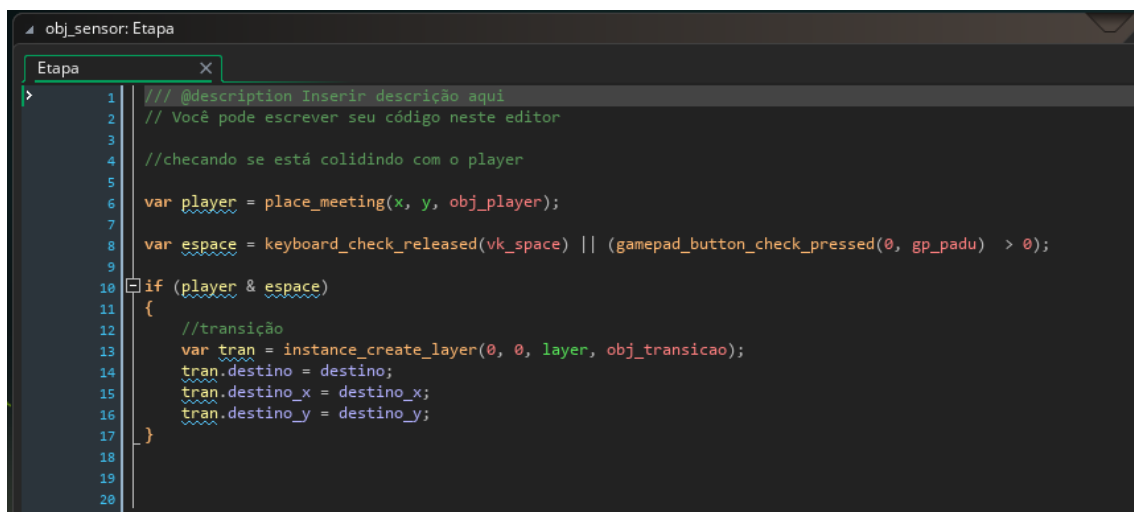 obj_sensor: Etapa
Etapa
1 /// @description Inserir descrição aqui
2 // Você pode escrever seu código neste editor
3
4 //checando se está colidindo com o player
5
6 var player = place_meeting(x, y, obj_player);
7
8 var espace = keyboard_check_released(vk_space) || (gamepad_button_check_pressed(0, gp_padu) > 0);
9
10 if (player & espace)
11 {
12 //transição
13 var tran = instance_create_layer(0, 0, layer, obj_transicao);
14 tran.destino = destino;
15 tran.destino_x = destino_x;
16 tran.destino_y = destino_y;
17 }
18
19
20